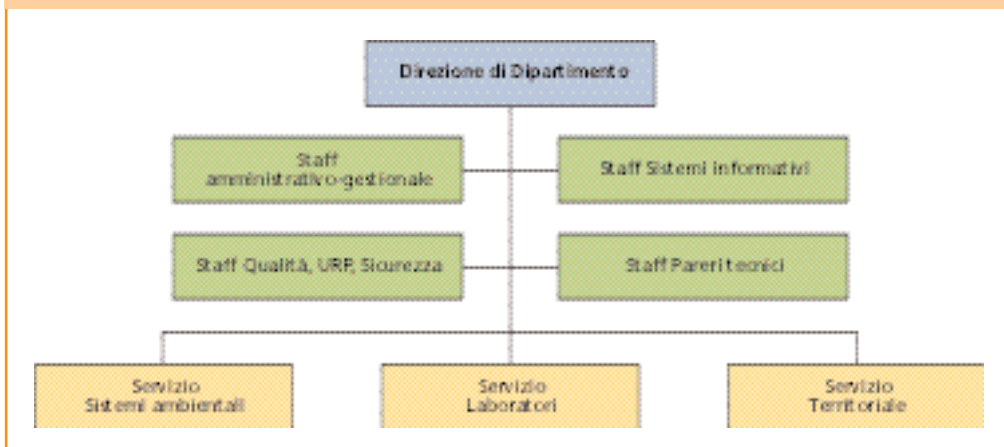 Direzione di Dipartimento
Staff
amministrativo-gestionale
Staff Sistemi informativi
Staff Qualità, URP, Sicurezza
Staff Pareri tecnici
Servizio
Sistemi ambientali
Servizio
Laboratori
Servizio
Territoriale